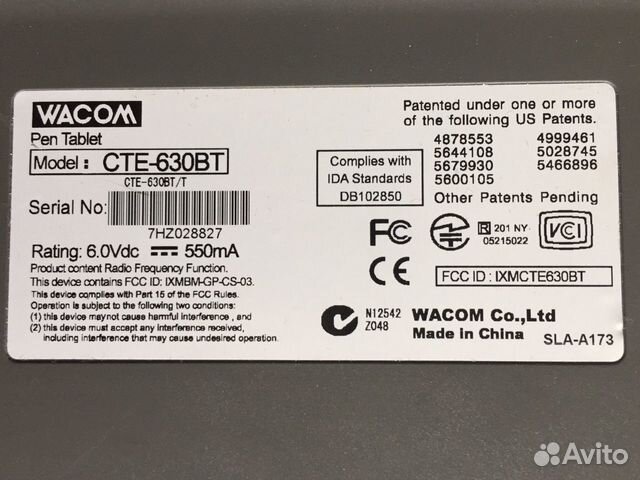 WACOM
Pen Tablet
Model : CTE-630BT
CTE-630BT/T
Serial No:
7HZ028827
Rating: 6.0Vdc 550mA
Product content Radio Frequency Function.
This device contains FCC ID: IXMBM-GP-CS-03.
This device complies with Part 15 of the FCC Rules.
Operation is subject to the following two conditions:
(1) this device may not cause harmful Interference , and
(2) this device must accept any Interference received,
including interference that may cause undesired operation.
Complies with
IDA Standards
DB102850
Patented under one or more
of the following US Patents.
4878553 4999461
5644108 5028745
5679930 5466896
5600105
Other Patents Pending
FC
R 201 NY
05215022
VCI
CE
FCC ID : IXMCTE630BT
N12542
Z048
WACOM Co.,Ltd
Made in China
SLA-A173
Avito